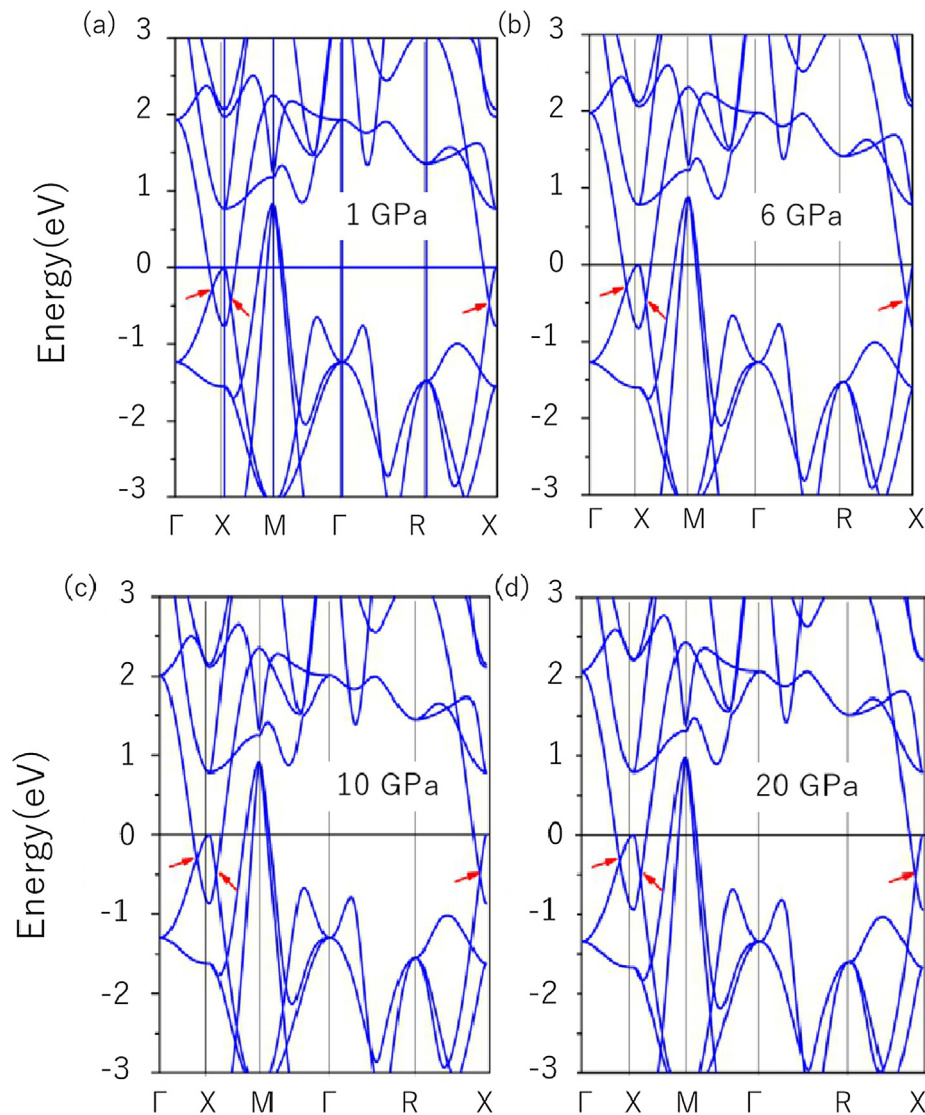 (a)
3
2
1
0
-1
-2
-3
Energy(eV)
1 GPa
Γ X M Γ R X
(b)
3
2
1
0
-1
-2
-3
6 GPa
Γ X M Γ R X
(c)
3
2
1
0
-1
-2
-3
Energy(eV)
10 GPa
Γ X M Γ R X
(d)
3
2
1
0
-1
-2
-3
20 GPa
Γ X M Γ R X